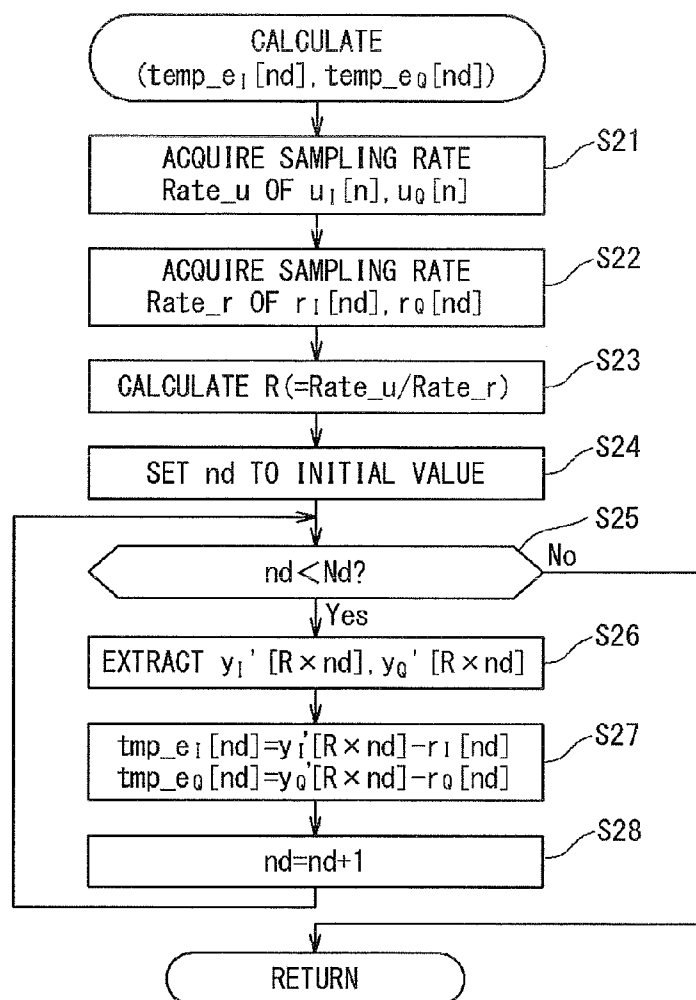 CALCULATE
(temp_eI[nd],temp_eQ[nd])
S21
ACQUIRE SAMPLING RATE
Rate_u OF uI[n],uQ[n]
S22
ACQUIRE SAMPLING RATE
Rate_r OF rI[nd],rQ[nd]
S23
CALCULATE R(=Rate_u/Rate_r)
S24
SET nd TO INITIAL VALUE
S25
nd<Nd?
No
Yes
S26
EXTRACT yI'[R×nd],yQ'[R×nd]
S27
tmp_eI[nd]=yI'[R×nd]-rI[nd]
tmp_eQ[nd]=yQ'[R×nd]-rQ[nd]
S28
nd=nd+1
RETURN